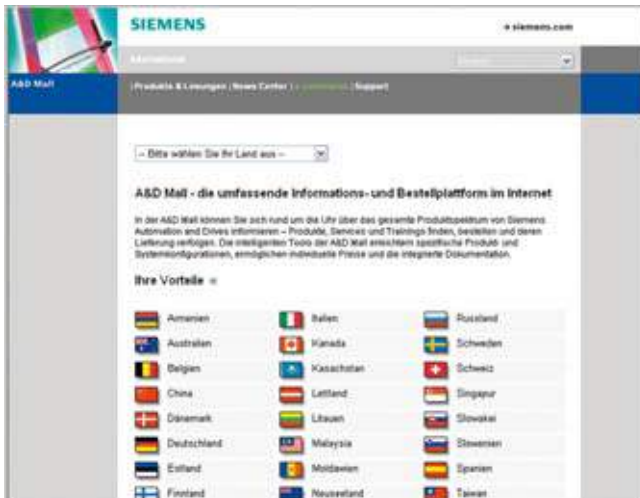 SIEMENS
siemens.com
A&D Mall
Produkte & Lösungen | News Center | | Support
-- Bitte wählen Sie Ihr Land aus --
A&D Mall - die umfassende Informations- und Bestellplattform im Internet
In der A&D Mall können Sie sich rund um die Uhr über das gesamte Produktspektrum von Siemens
Automation and Drives informieren – Produkte, Services und Trainings finden, bestellen und deren
Lieferung verfolgen. Die intelligenten Tools der A&D Mall erleichtern spezifische Produkt- und
Systemkonfigurationen, ermöglichen individuelle Preise und die integrierte Dokumentation.
Ihre Vorteile
Armenien Italien Russland
Australien Kanada Schweden
Belgien Kasachstan Schweiz
China Lettland Singapur
Dänemark Litauen Slowakei
Deutschland Malaysia Slowenien
Estland Moldawien Spanien
Finnland Neuseeland Taiwan